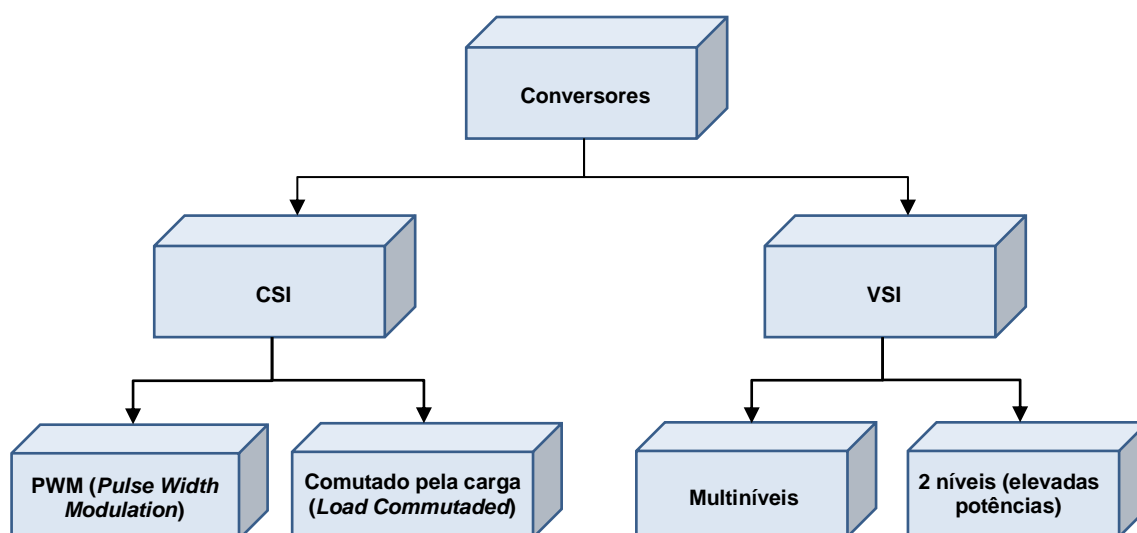 Conversores
CSI
VSI
PWM (Pulse Width
Modulation)
Comutado pela carga
(Load Commutaded)
Multiníveis
2 níveis (elevadas
potências)